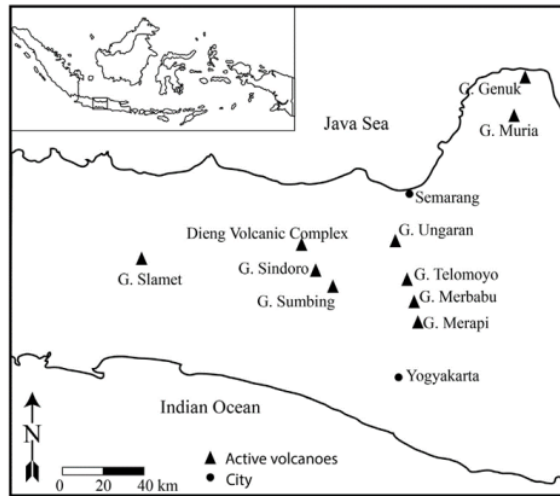 G. Genuk
Java Sea
G. Muria
Semarang
Dieng Volcanic Complex
G. Ungaran
G. Slamet
G. Sindoro
G. Telomoyo
G. Sumbing
G. Merbabu
G. Merapi
Yogyakarta
Indian Ocean
N
Active volcanoes
City
0 20 40 km